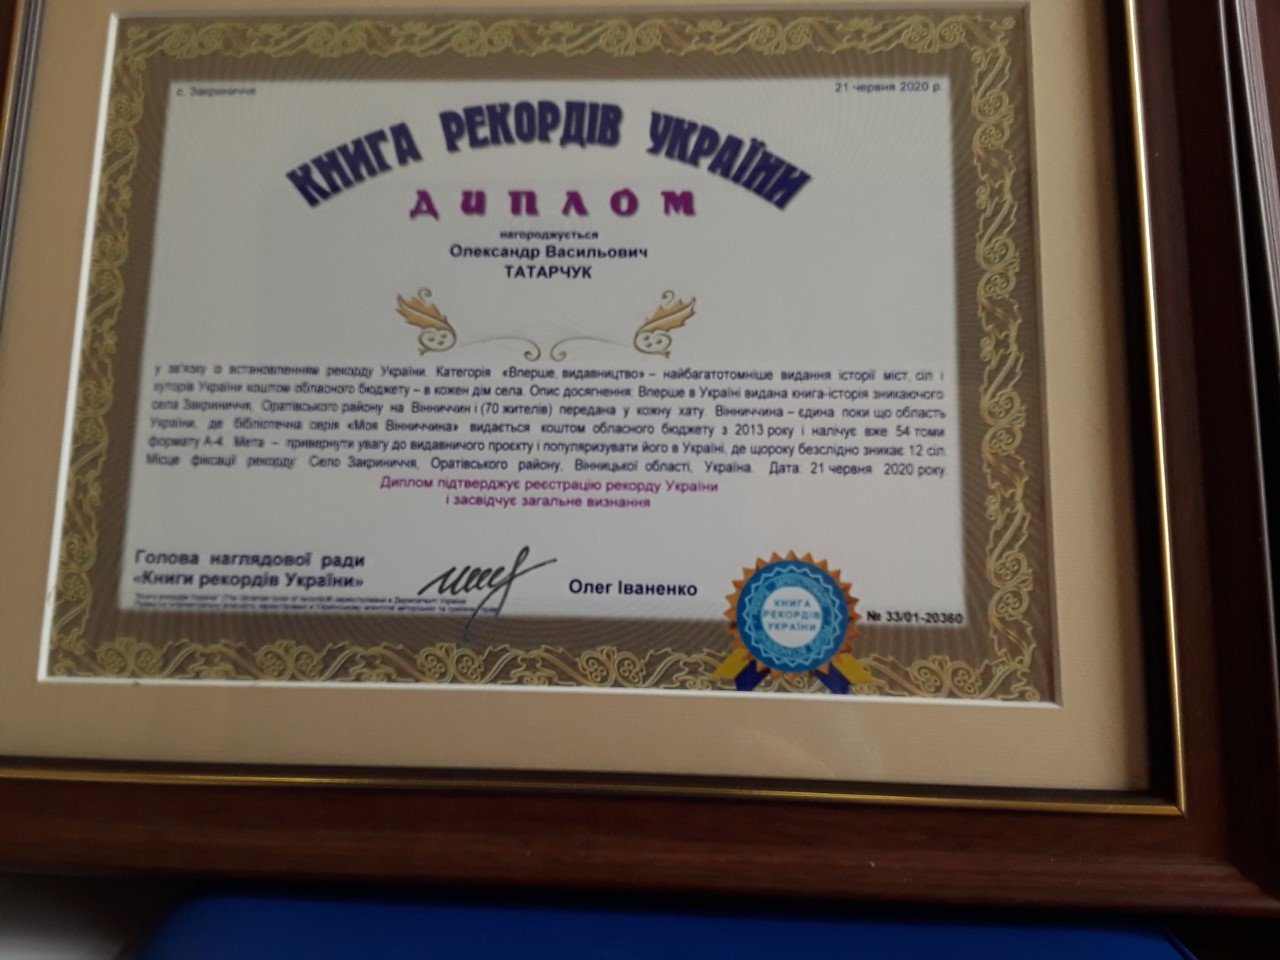 с. Закриниччя
21 червня 2020 р.
КНИГА РЕКОРДІВ УКРАЇНИ
ДИПЛОМ
нагороджується
Олександр Васильович
ТАТАРЧУК
у зв'язку із встановленням рекорду України. Категорія «Вперше, видавництво» – найбагатотомніше видання історії міст, сіл і
хуторів України коштом обласного бюджету – в кожен дім села. Опис досягнення: Вперше в Україні видана книга-історія зникаючого
села Закриниччя, Оратівського району на Вінниччині (70 жителів) передана у кожну хату. Вінниччина – єдина поки що область
України, де бібліотечна серія «Моя Вінниччина» видається коштом обласного бюджету з 2013 року і налічує вже 54 томи
формату А-4. Мета – привернути увагу до видавничого проєкту і популяризувати його в Україні, де щороку безслідно зникає 12 сіл.
Місце фіксації рекорду: Село Закриниччя, Оратівського району, Вінницької області, Україна. Дата: 21 червня 2020 року.
Диплом підтверджує реєстрацію рекорду України
і засвідчує загальне визнання
Голова наглядової ради
«Книги рекордів України»
Олег Іваненко
КНИГА
РЕКОРДІВ
УКРАЇНИ
№ 33/01-20360